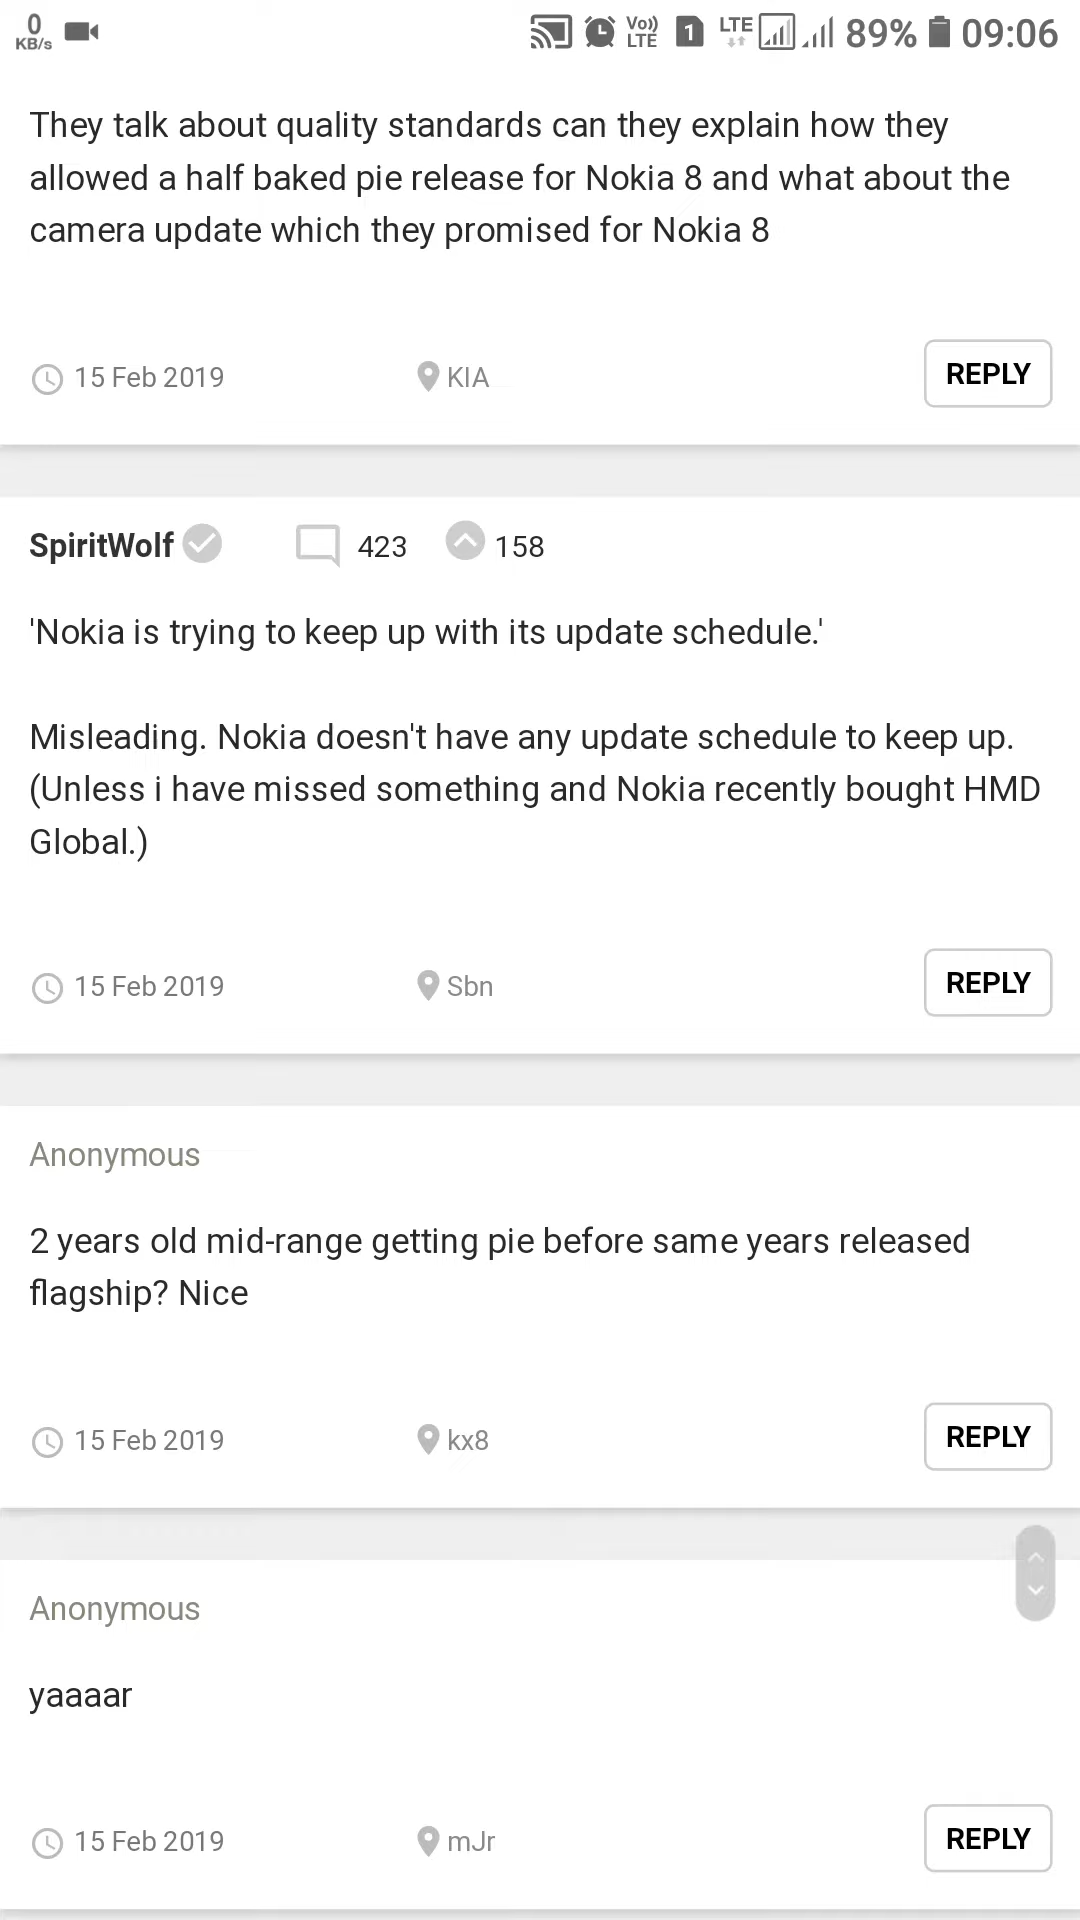 0
KB/s
Vo))
LTE
1
LTE
89%
09:06
They talk about quality standards can they explain how they
allowed a half baked pie release for Nokia 8 and what about the
camera update which they promised for Nokia 8
15 Feb 2019
KIA
REPLY
SpiritWolf
423
158
'Nokia is trying to keep up with its update schedule.'
Misleading. Nokia doesn't have any update schedule to keep up.
(Unless i have missed something and Nokia recently bought HMD
Global.)
15 Feb 2019
Sbn
REPLY
Anonymous
2 years old mid-range getting pie before same years released
flagship? Nice
15 Feb 2019
kx8
REPLY
Anonymous
yaaaar
15 Feb 2019
mJr
REPLY